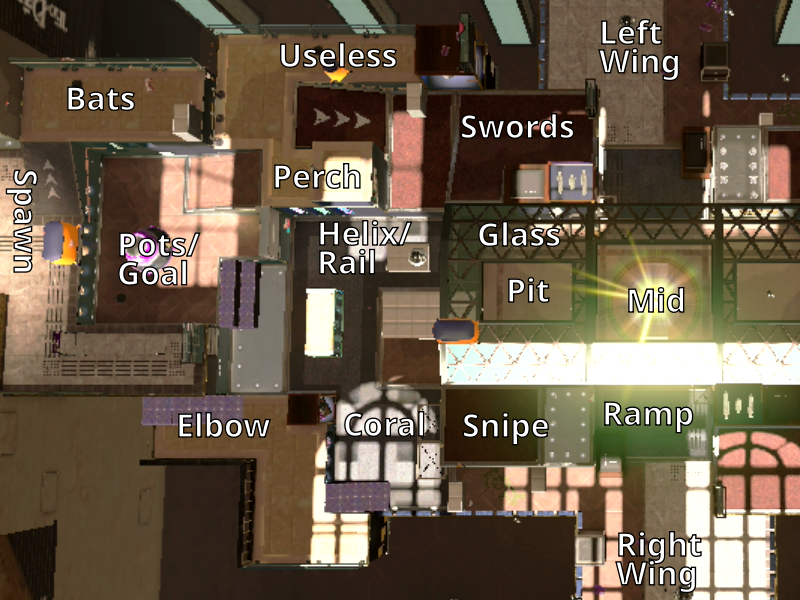 Useless
Left
Wing
Bats
Swords
Perch
Spawn
Pots/
Goal
Helix/
Rail
Glass
Pit
Mid
Elbow
Coral
Snipe
Ramp
Right
Wing